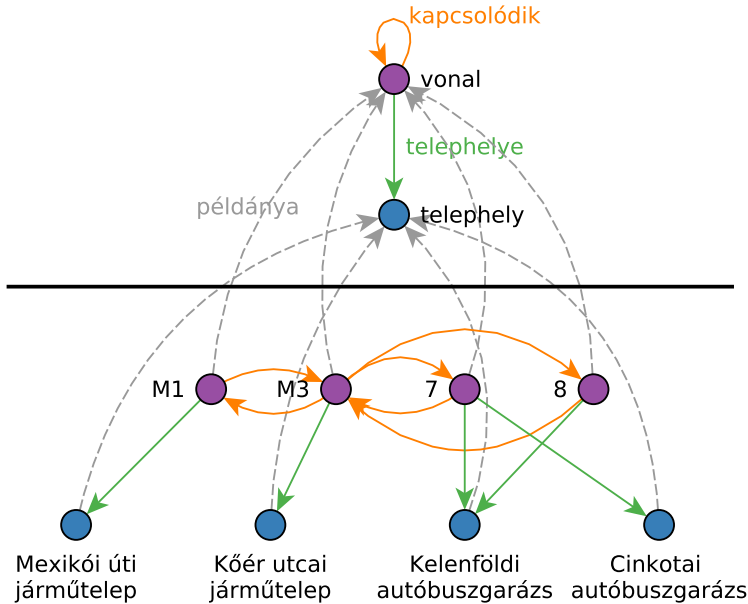 kapcsolódik
vonal
telephelye
példánya
telephely
M1
M3
7
8
Mexikói úti
járműtelep
Kőér utcai
járműtelep
Kelenföldi
autóbuszgarázs
Cinkotai
autóbuszgarázs